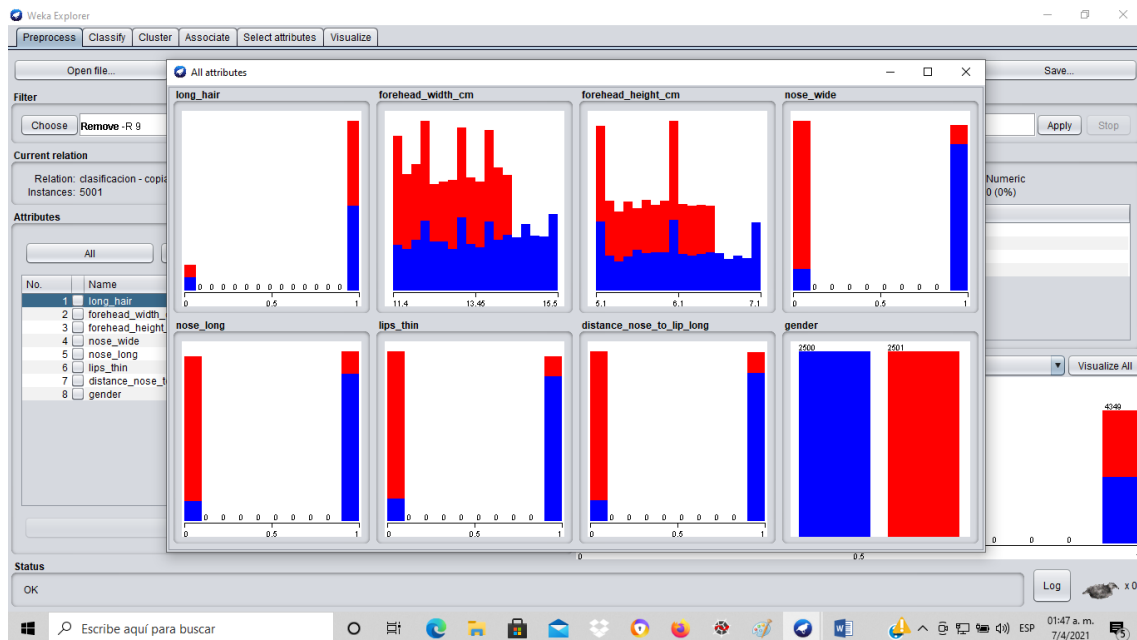 Weka Explorer
Preprocess Classify Cluster Associate Select attributes Visualize
Open file... Save...
Filter
Choose Remove -R 9 Apply Stop
Current relation
Relation: clasificacion - copia
Instances: 5001
Numeric
0 (0%)
Attributes
All
No. Name
1 long_hair
2 forehead_width_
3 forehead_height_
4 nose_wide
5 nose_long
6 lips_thin
7 distance_nose_t
8 gender
All attributes
long_hair forehead_width_cm forehead_height_cm nose_wide
0 0 0 0 0 0 0 0 0 0 0 0 0 0 0 0 0 0
0 0.5 1 11.4 13.45 15.5 5.1 6.1 7.1 0 0.5 1
nose_long lips_thin distance_nose_to_lip_long gender
2500 2501
0 0 0 0 0 0 0 0 0 0 0 0 0 0 0 0 0 0 0 0 0 0 0 0
0 0.5 1 0 0.5 1 0 0.5 1
Visualize All
4349
0 0 0
0 0.5
Status
OK
Log x 0
Escribe aquí para buscar
ESP
01:47 a. m.
7/4/2021
5